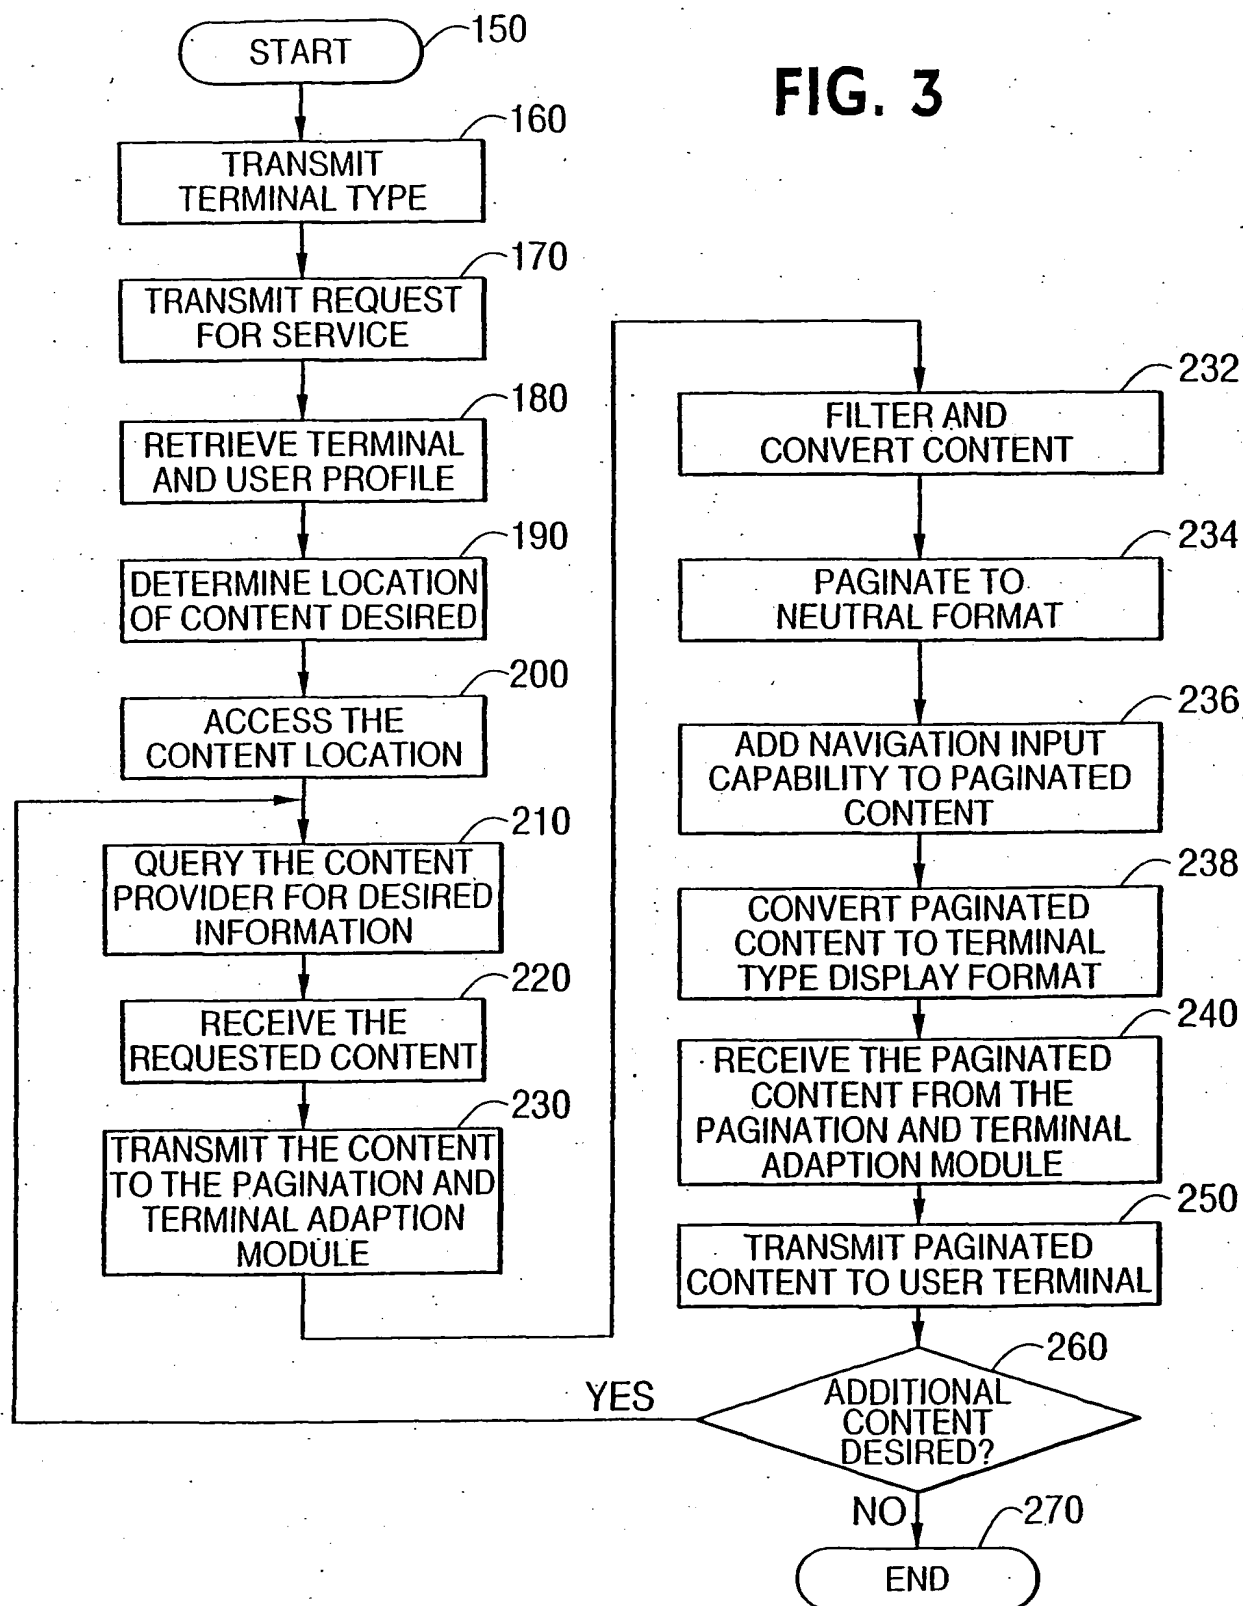 START
150
FIG. 3
160
TRANSMIT
TERMINAL TYPE
170
TRANSMIT REQUEST
FOR SERVICE
180
RETRIEVE TERMINAL
AND USER PROFILE
190
DETERMINE LOCATION
OF CONTENT DESIRED
200
ACCESS THE
CONTENT LOCATION
210
QUERY THE CONTENT
PROVIDER FOR DESIRED
INFORMATION
220
RECEIVE THE
REQUESTED CONTENT
230
TRANSMIT THE CONTENT
TO THE PAGINATION AND
TERMINAL ADAPTION
MODULE
232
FILTER AND
CONVERT CONTENT
234
PAGINATE TO
NEUTRAL FORMAT
236
ADD NAVIGATION INPUT
CAPABILITY TO PAGINATED
CONTENT
238
CONVERT PAGINATED
CONTENT TO TERMINAL
TYPE DISPLAY FORMAT
240
RECEIVE THE PAGINATED
CONTENT FROM THE
PAGINATION AND TERMINAL
ADAPTION MODULE
250
TRANSMIT PAGINATED
CONTENT TO USER TERMINAL
260
ADDITIONAL
CONTENT
DESIRED?
YES
NO
270
END